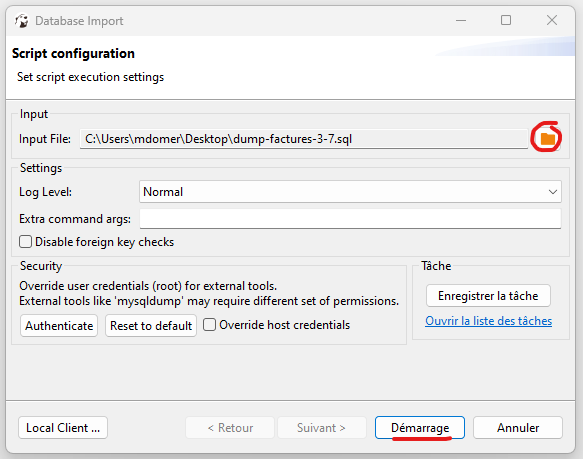 Database Import
Script configuration
Set script execution settings
Input
Input File: C:\Users\mdomer\Desktop\dump-factures-3-7.sql
Settings
Log Level: Normal
Extra command args:
Disable foreign key checks
Security
Override user credentials (root) for external tools.
External tools like 'mysqldump' may require different set of permissions.
Authenticate Reset to default Override host credentials
Tâche
Enregistrer la tâche
Ouvrir la liste des tâches
Local Client ... < Retour Suivant > Démarrage Annuler